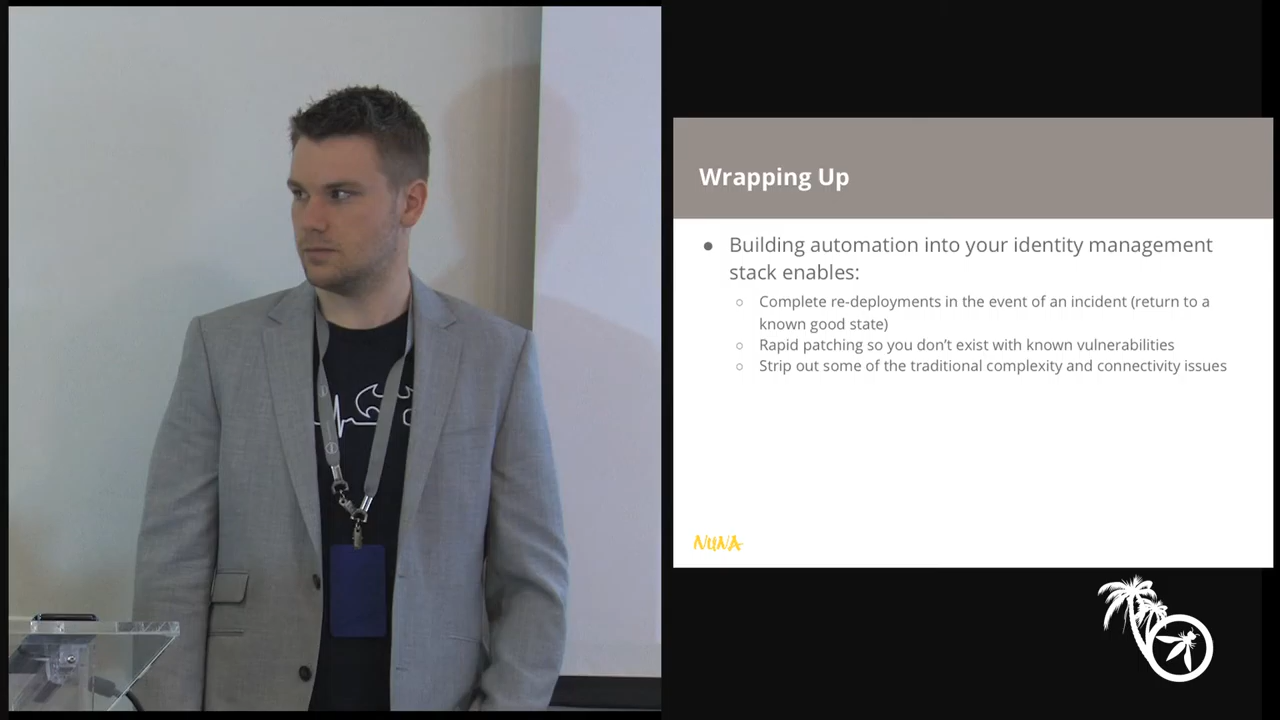 Wrapping Up
● Building automation into your identity management
stack enables:
○ Complete re-deployments in the event of an incident (return to a
known good state)
○ Rapid patching so you don’t exist with known vulnerabilities
○ Strip out some of the traditional complexity and connectivity issues
NUNA